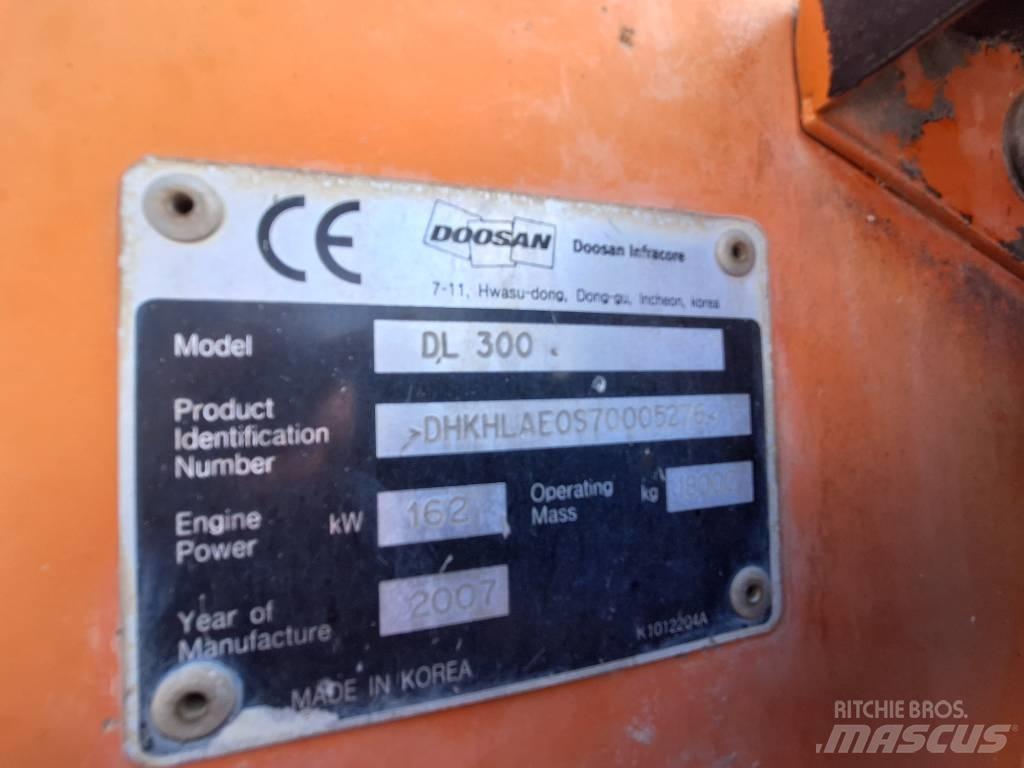 CE DOOSAN Doosan Infracore
7-11, Hwasu-dong, Dong-gu, Incheon, korea
Model DL 300
Product
Identification
Number
DHKHLAE0S70005276
Engine
Power kW 162
Operating
Mass kg 18000
Year of
Manufacture 2007
K1012204A
MADE IN KOREA
RITCHIE BROS.
MASCUS